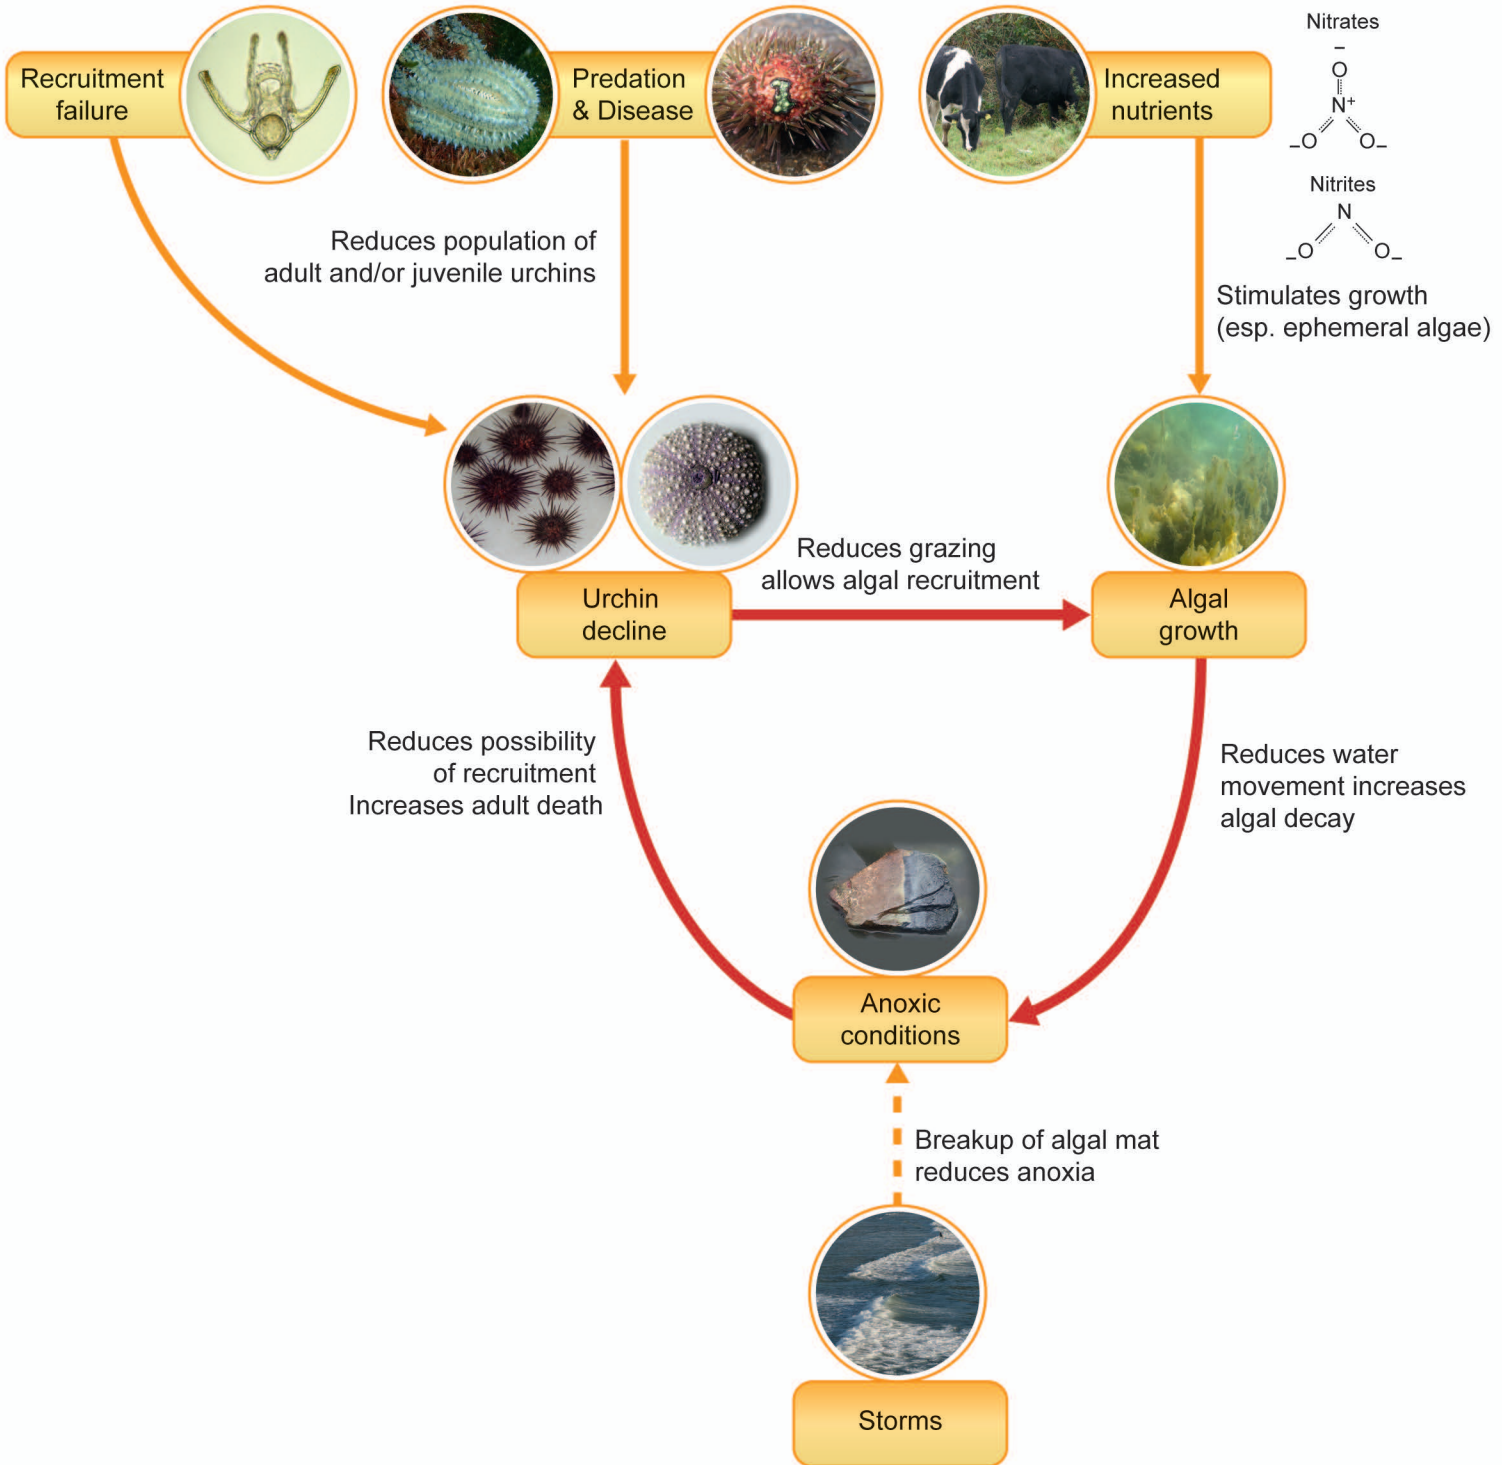 Recruitment
failure
Predation
& Disease
Increased
nutrients
Nitrates
–
O
N+
–O
O–
Nitrites
N
–O
O–
Reduces population of
adult and/or juvenile urchins
Stimulates growth
(esp. ephemeral algae)
Urchin
decline
Reduces grazing
allows algal recruitment
Algal
growth
Reduces possibility
of recruitment
Increases adult death
Reduces water
movement increases
algal decay
Anoxic
conditions
Breakup of algal mat
reduces anoxia
Storms